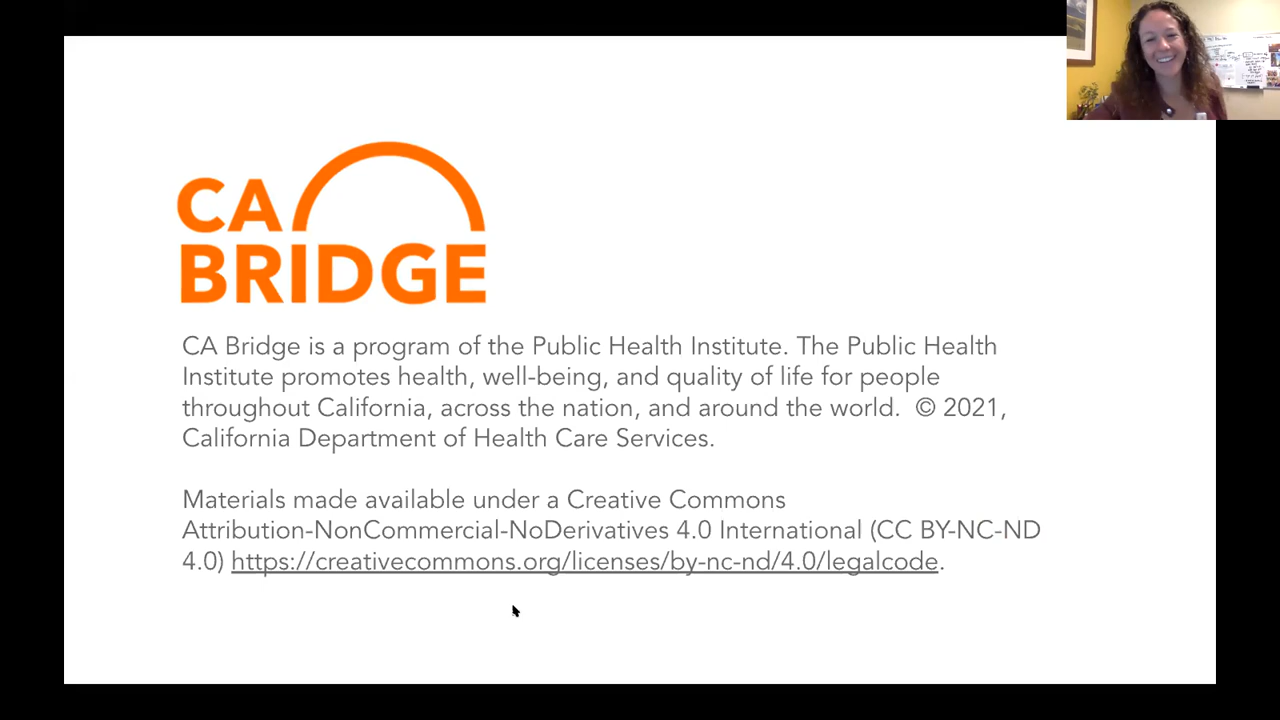 CA
BRIDGE
CA Bridge is a program of the Public Health Institute. The Public Health
Institute promotes health, well-being, and quality of life for people
throughout California, across the nation, and around the world. © 2021,
California Department of Health Care Services.
Materials made available under a Creative Commons
Attribution-NonCommercial-NoDerivatives 4.0 International (CC BY-NC-ND
4.0) https://creativecommons.org/licenses/by-nc-nd/4.0/legalcode.